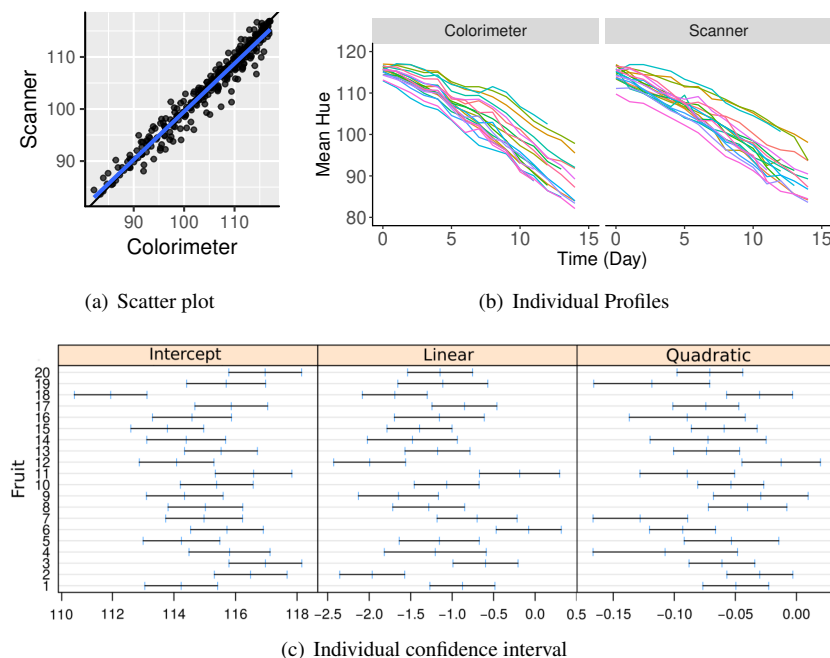 115
100
90
Scanner
90 100 110
Colorimeter
(a) Scatter plot
Colorimeter Scanner
120
110
100
90
80
Mean Hue
0 5 10 15 0 5 10 15
Time (Day)
(b) Individual Profiles
Intercept Linear Quadratic
20
19
18
17
16
15
14
13
12
11
10
9
8
7
6
5
4
3
2
1
Fruit
110 112 114 116 118 −2.5 −2.0 −1.5 −1.0 −0.5 0.0 0.5 −0.15 −0.10 −0.05 0.00
(c) Individual confidence interval